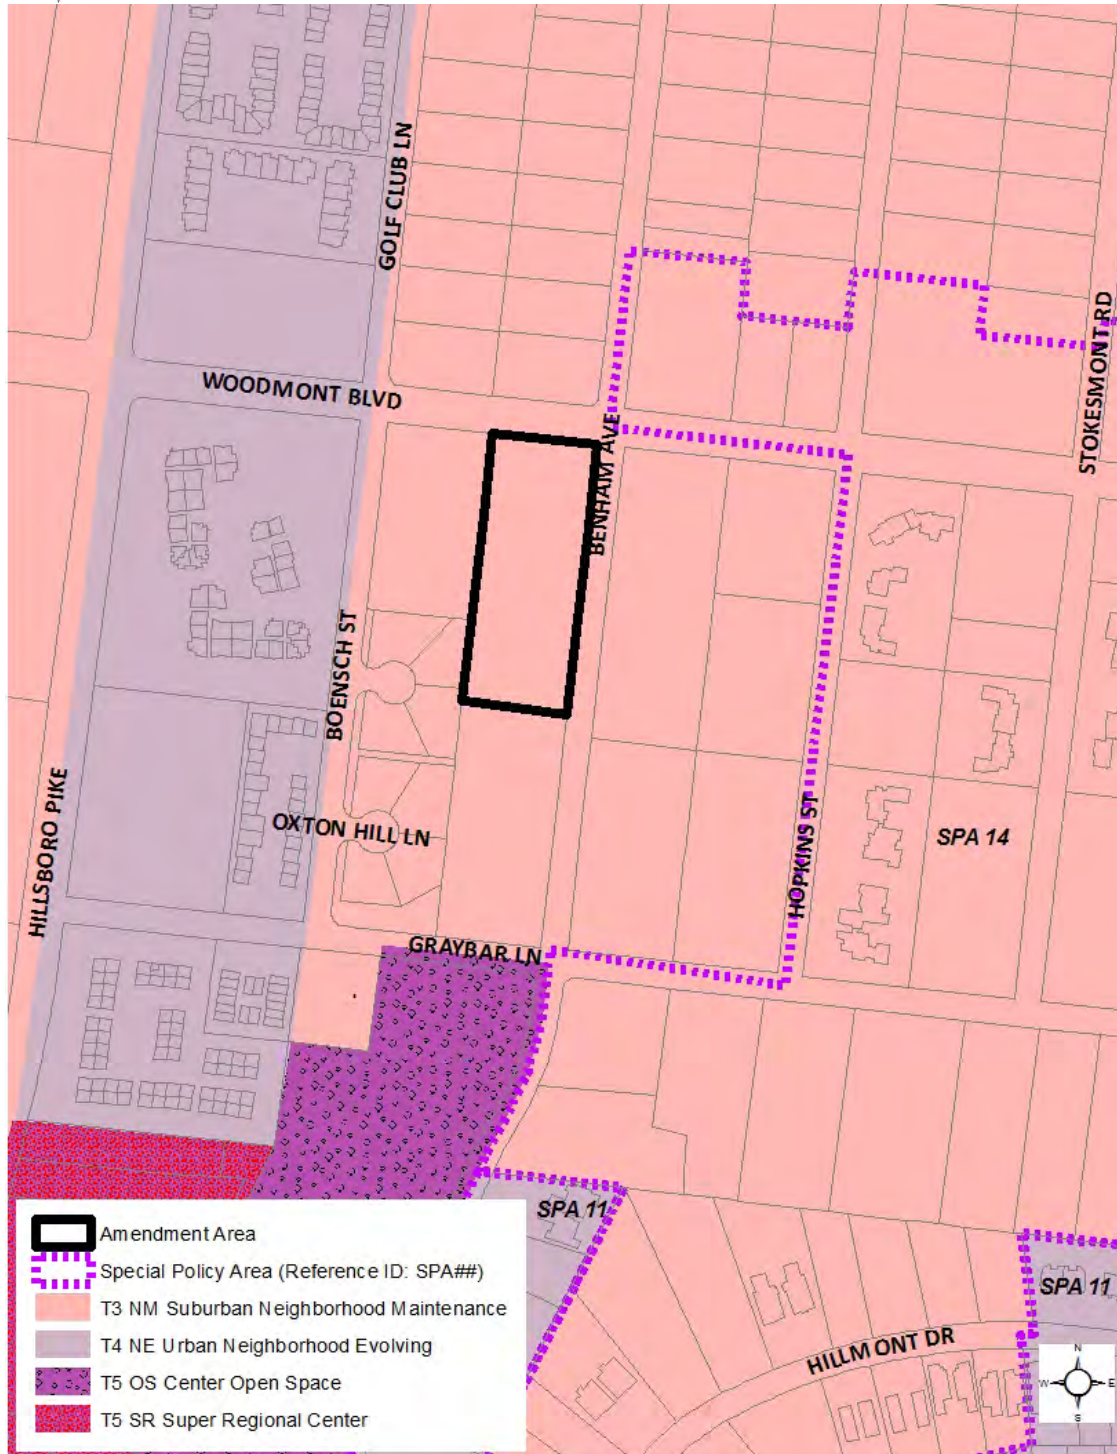 GOLF CLUB LN
STOKESMONT RD
WOODMONT BLVD
BENHAM AVE
BOENSCH ST
HILLSBORO PIKE
OXTON HILL LN
HOPKINS ST
SPA 14
GRAYBAR LN
SPA 11
SPA 11
HILLMONT DR
Amendment Area
Special Policy Area (Reference ID: SPA##)
T3 NM Suburban Neighborhood Maintenance
T4 NE Urban Neighborhood Evolving
T5 OS Center Open Space
T5 SR Super Regional Center
N
W E
S